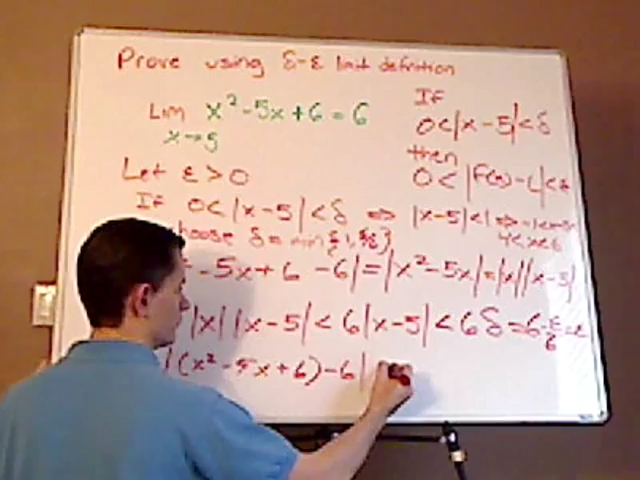 Prove using δ-ε limit definition
If
Lim x² - 5x + 6 = 6
x→5
0<|x-5|<δ
then
Let ε > 0
0<|f(x)-L|<ε
If 0<|x-5|<δ ⇒ |x-5|<1 ⇒
4<x<6
choose δ = min{1,
- 5x + 6 - 6| = |x² - 5x| = |x||x-5|
|x||x-5| < 6|x-5| < 6δ = 6·ε/6 = ε
|(x² - 5x + 6) - 6|